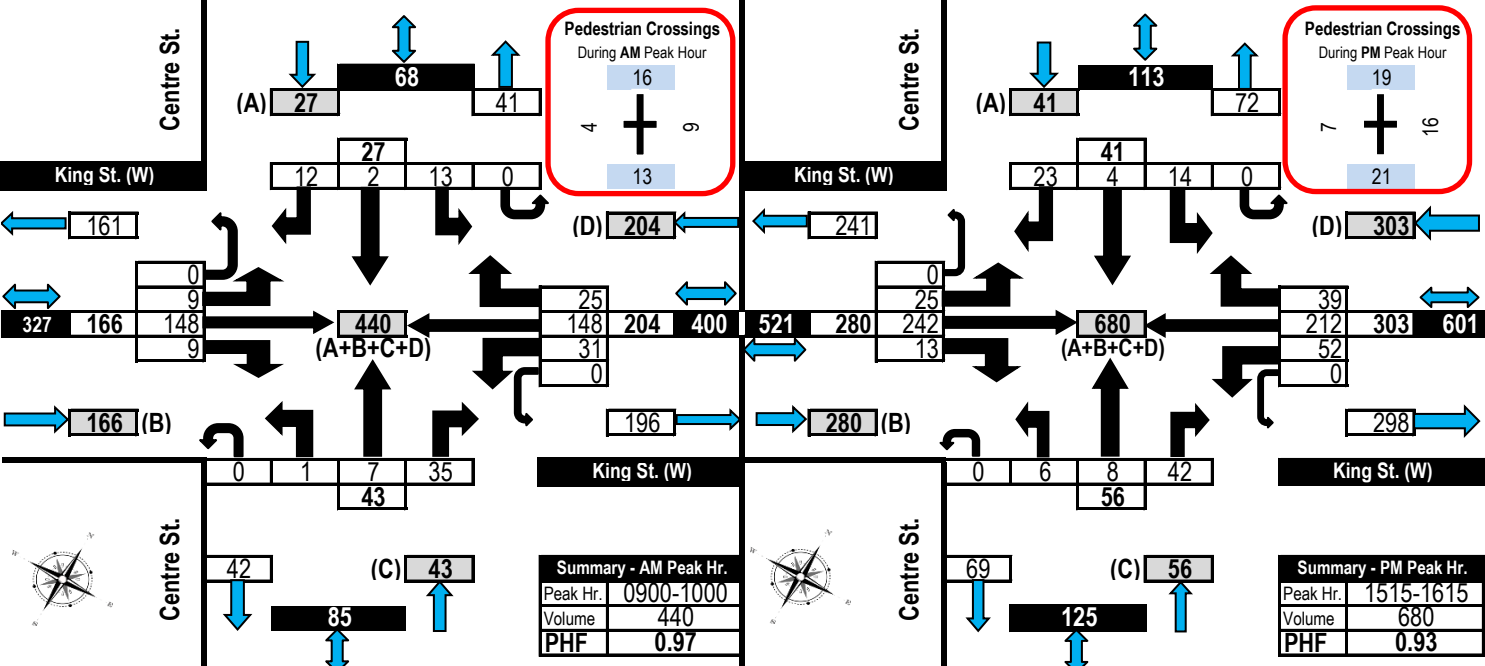 Centre St.
68
(A) 27
41
Pedestrian Crossings
During AM Peak Hour
16
4
9
13
27
12 2 13 0
King St. (W)
161
(D) 204
0
9
148
9
327 166
440
(A+B+C+D)
25
148
31
0
204 400
166 (B)
196
0 1 7 35
43
King St. (W)
N
W
E
S
Centre St.
42
(C) 43
85
Summary - AM Peak Hr.
Peak Hr. 0900-1000
Volume 440
PHF 0.97
Centre St.
113
(A) 41
72
Pedestrian Crossings
During PM Peak Hour
19
7
16
21
41
23 4 14 0
King St. (W)
241
(D) 303
0
25
242
13
521 280
680
(A+B+C+D)
39
212
52
0
303 601
280 (B)
298
0 6 8 42
56
King St. (W)
N
W
E
S
Centre St.
69
(C) 56
125
Summary - PM Peak Hr.
Peak Hr. 1515-1615
Volume 680
PHF 0.93